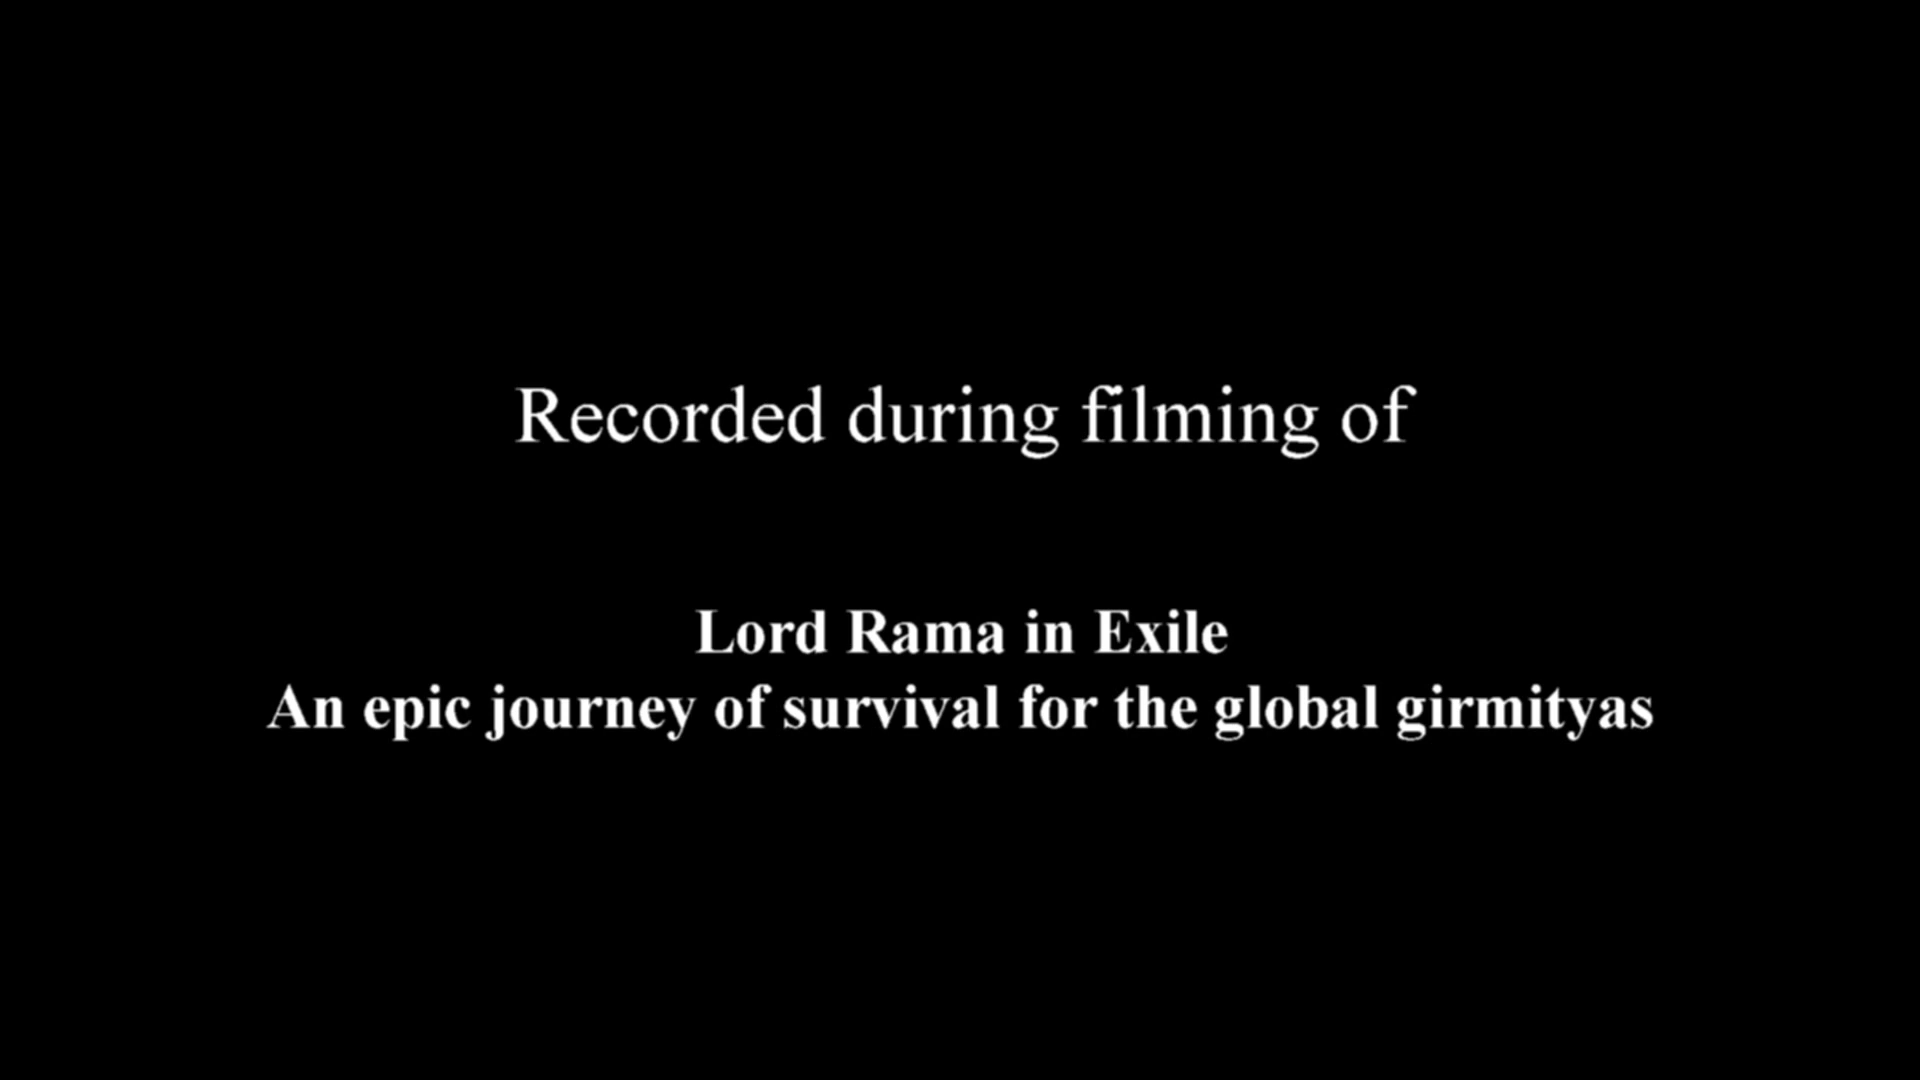 Recorded during filming of
Lord Rama in Exile
An epic journey of survival for the global girmityas